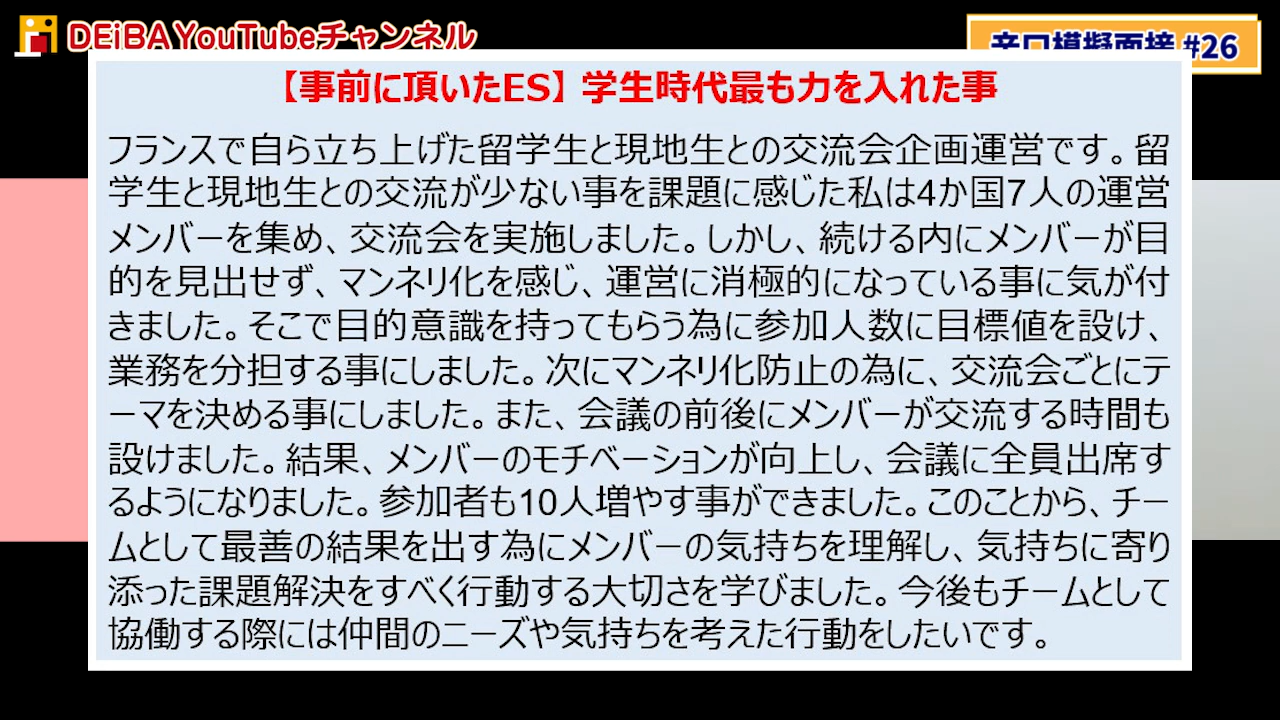 DEiBA YouTubeチャンネル
辛口模擬面接 #26
【事前に頂いたES】 学生時代最も力を入れた事
フランスで自ら立ち上げた留学生と現地生との交流会企画運営です。留
学生と現地生との交流が少ない事を課題に感じた私は4か国7人の運営
メンバーを集め、交流会を実施しました。しかし、続ける内にメンバーが目
的を見出せず、マンネリ化を感じ、運営に消極的になっている事に気が付
きました。そこで目的意識を持ってもらう為に参加人数に目標値を設け、
業務を分担する事にしました。次にマンネリ化防止の為に、交流会ごとにテ
ーマを決める事にしました。また、会議の前後にメンバーが交流する時間も
設けました。結果、メンバーのモチベーションが向上し、会議に全員出席す
るようになりました。参加者も10人増やす事ができました。このことから、チー
ムとして最善の結果を出す為にメンバーの気持ちを理解し、気持ちに寄り
添った課題解決をすべく行動する大切さを学びました。今後もチームとして
協働する際には仲間のニーズや気持ちを考えた行動をしたいです。